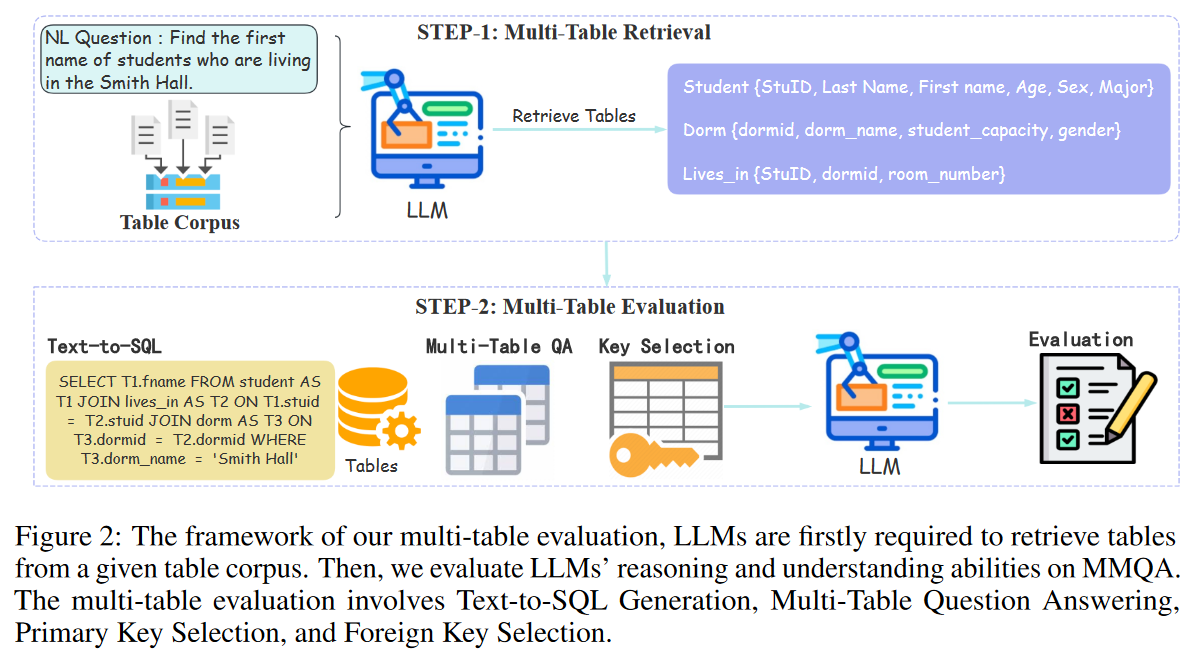 STEP-1: Multi-Table Retrieval
NL Question : Find the first
name of students who are living
in the Smith Hall.
Table Corpus
LLM
Retrieve Tables
Student {StuID, Last Name, First name, Age, Sex, Major}
Dorm {dormid, dorm_name, student_capacity, gender}
Lives_in {StuID, dormid, room_number}
STEP-2: Multi-Table Evaluation
Text-to-SQL
SELECT T1.fname FROM student AS
T1 JOIN lives_in AS T2 ON T1.stuid
= T2.stuid JOIN dorm AS T3 ON
T3.dormid = T2.dormid WHERE
T3.dorm_name = 'Smith Hall'
Tables
Multi-Table QA
Key Selection
LLM
Evaluation
Figure 2: The framework of our multi-table evaluation, LLMs are firstly required to retrieve tables
from a given table corpus. Then, we evaluate LLMs’ reasoning and understanding abilities on MMQA.
The multi-table evaluation involves Text-to-SQL Generation, Multi-Table Question Answering,
Primary Key Selection, and Foreign Key Selection.